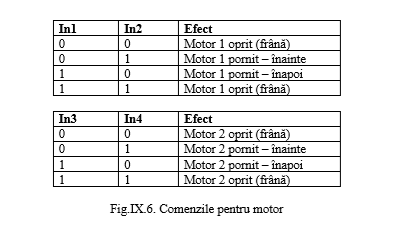 In1 In2 Efect
0 0 Motor 1 oprit (frână)
0 1 Motor 1 pornit – înainte
1 0 Motor 1 pornit – înapoi
1 1 Motor 1 oprit (frână)
In3 In4 Efect
0 0 Motor 2 oprit (frână)
0 1 Motor 2 pornit – înainte
1 0 Motor 2 pornit – înapoi
1 1 Motor 2 oprit (frână)
Fig.IX.6. Comenzile pentru motor